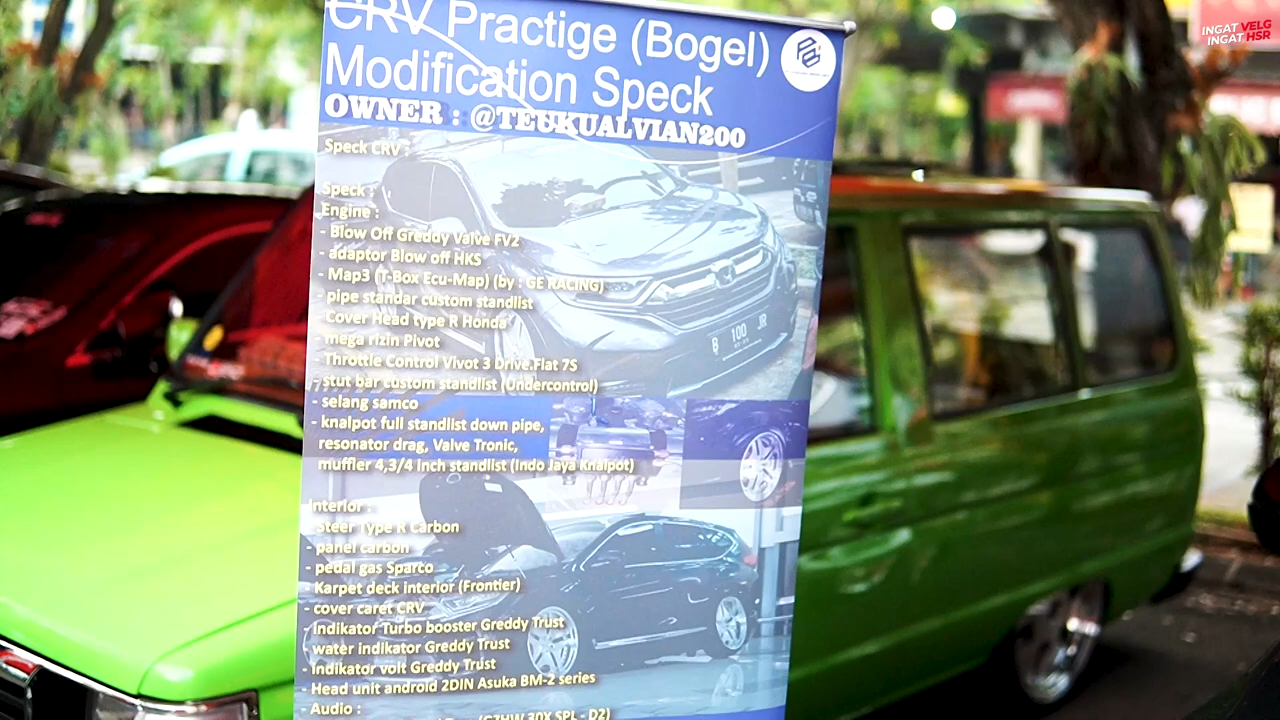 INGAT VELG
INGAT HSR
CRV Practige (Bogel)
Modification Speck
OWNER : @TEUKUALVIAN200
Speck CRV :
Speck :
Engine :
- Blow Off Greddy Valve FV2
- adaptor Blow off HKS
- Map3 (T-Box Ecu-Map) (by : GE RACING)
- pipe standar custom standlist
- Cover Head type R Honda
- mega rizin Pivot
- Throttle Control Vivot 3 Drive.Flat 7S
- stut bar custom standlist (Undercontrol)
- selang samco
- knalpot full standlist down pipe,
resonator drag, Valve Tronic,
muffler 4,3/4 inch standlist (Indo Jaya Knalpot)
B 100 JR
Interior :
- Steer Type R Carbon
- panel carbon
- pedal gas Sparco
- Karpet deck interior (Frontier)
- cover caret CRV
- Indikator Turbo booster Greddy Trust
- water indikator Greddy Trust
- Indikator volt Greddy Trust
- Head unit android 2DIN Asuka BM-2 series
- Audio :